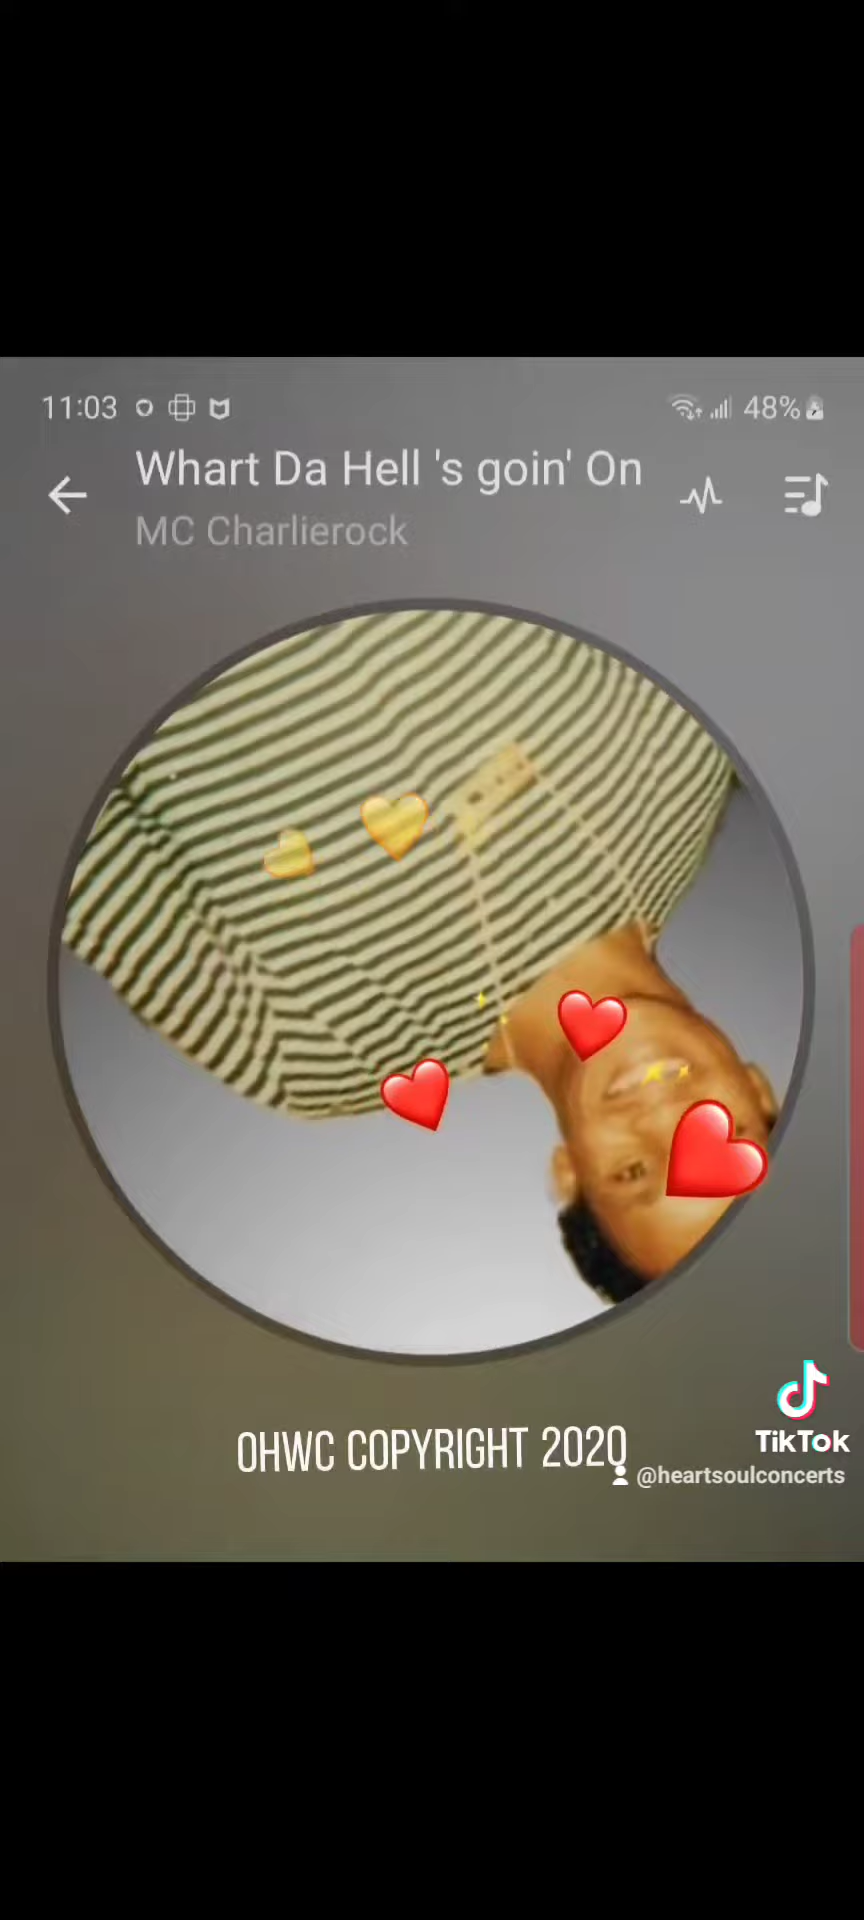 11:03
48%
Whart Da Hell 's goin' On
MC Charlierock
OHWC COPYRIGHT 2020
TikTok
@heartsoulconcerts